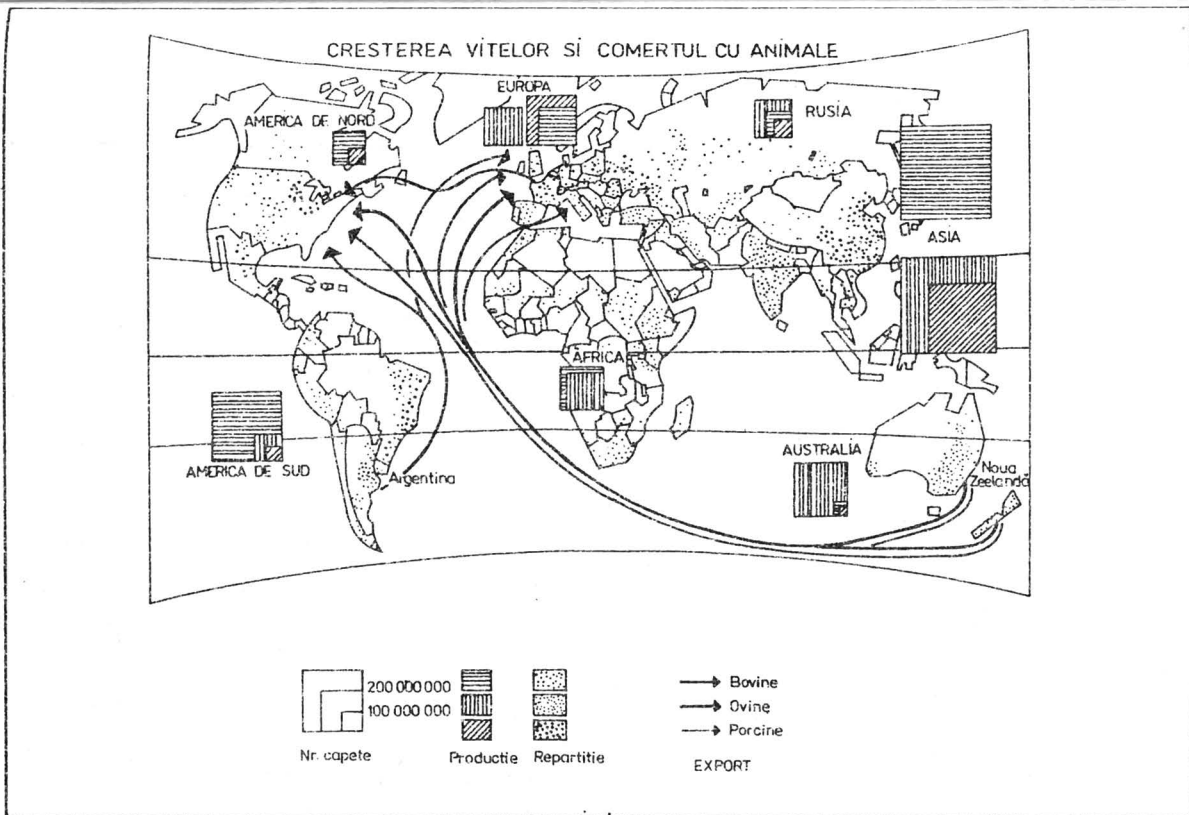 CRESTEREA VITELOR SI COMERTUL CU ANIMALE
EUROPA
AMERICA DE NORD
RUSIA
ASIA
AFRICA
AMERICA DE SUD
Argentina
AUSTRALIA
Noua
Zeelandă
200 000 000
100 000 000
Nr. capete
Productie
Repartitie
Bovine
Ovine
Porcine
EXPORT